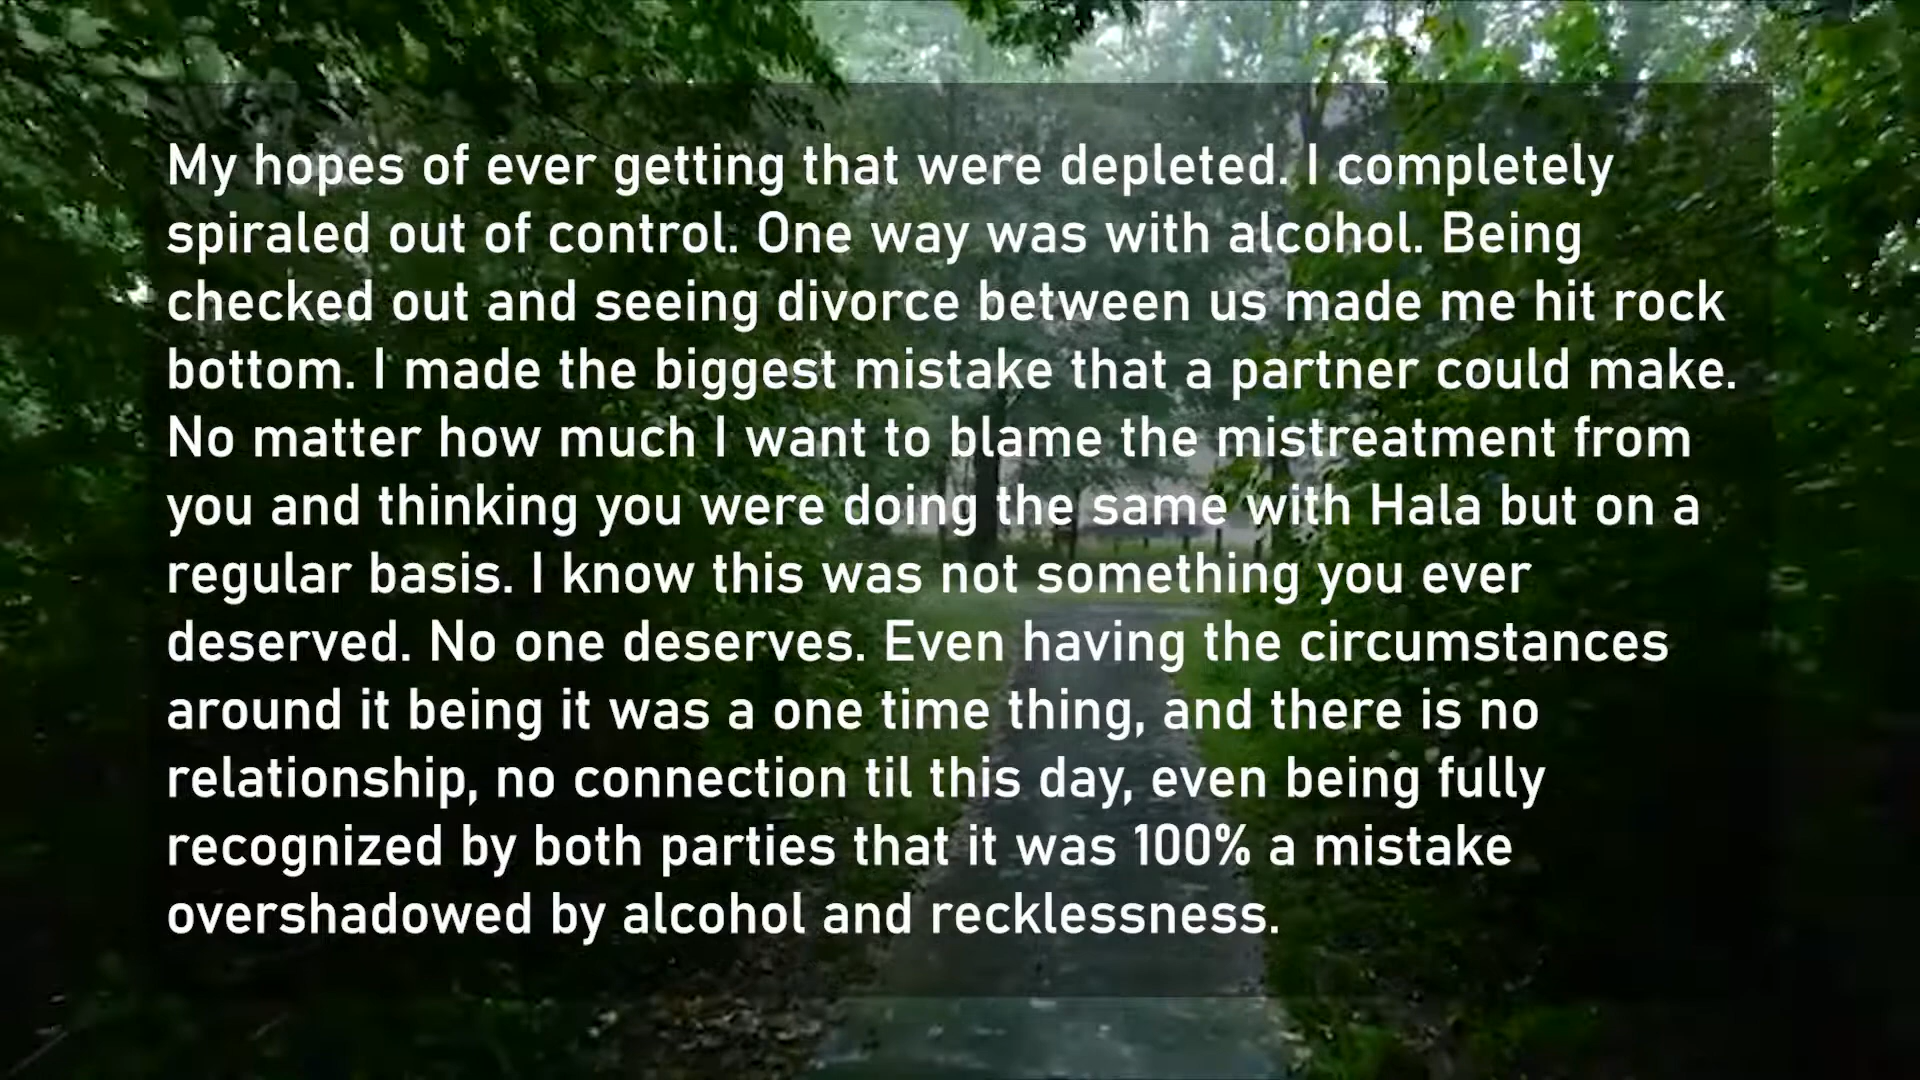 My hopes of ever getting that were depleted. I completely
spiraled out of control. One way was with alcohol. Being
checked out and seeing divorce between us made me hit rock
bottom. I made the biggest mistake that a partner could make.
No matter how much I want to blame the mistreatment from
you and thinking you were doing the same with Hala but on a
regular basis. I know this was not something you ever
deserved. No one deserves. Even having the circumstances
around it being it was a one time thing, and there is no
relationship, no connection til this day, even being fully
recognized by both parties that it was 100% a mistake
overshadowed by alcohol and recklessness.